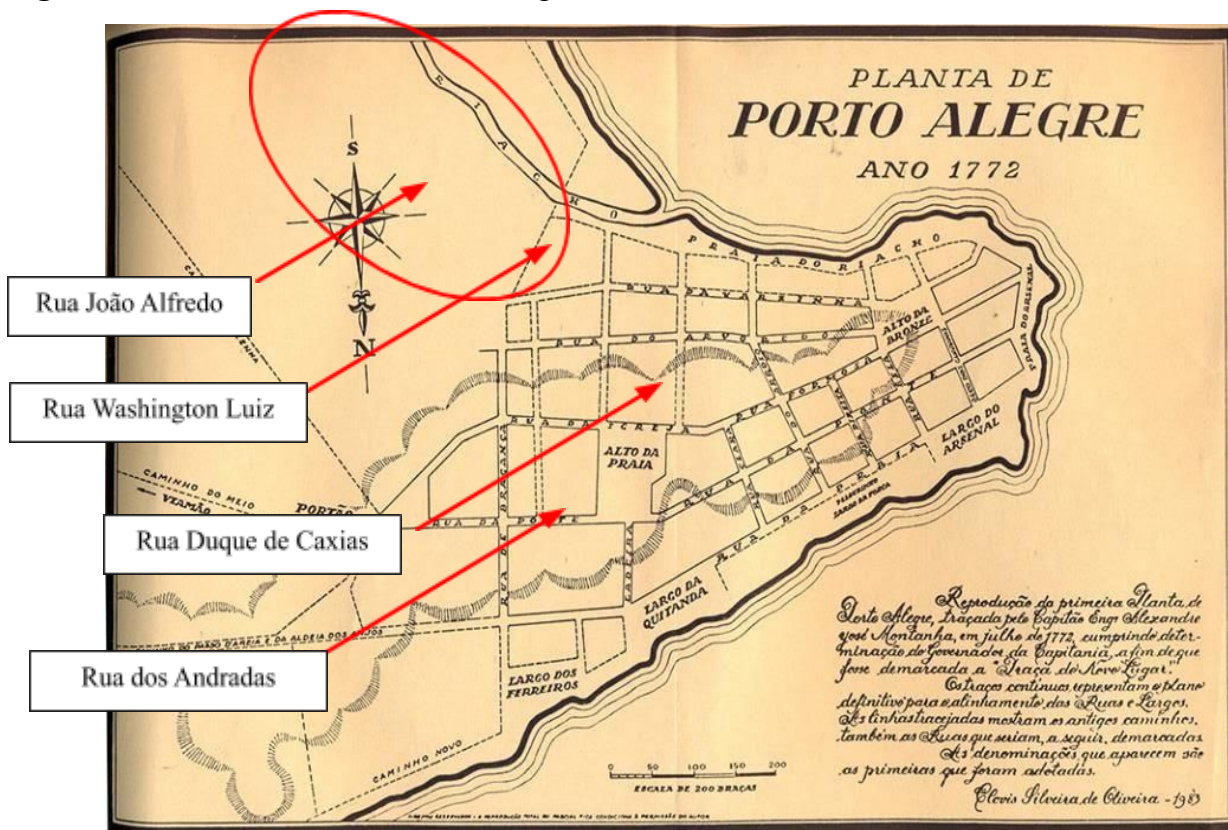 PLANTA DE
PORTO ALEGRE
ANO 1772
S
N
RIACHO
PRAIA DO RIACHO
RUA DA VARZINHA
RUA DO ARVOREDO
ALTO DA BRONZE
PRAIA DO ARSENAL
Rua João Alfredo
Rua Washington Luiz
RUA DA IGREJA
RUA FORMOSA
ALTO DA
PRAIA
LARGO DO
ARSENAL
RUA DE BRAGANÇA
CAMINHO DO MEIO
VIAMÃO
PORTÃO
RUA DA PONTE
RUA DA PRAIA
LADEIRA
Rua Duque de Caxias
LARGO DA
QUITANDA
Rua dos Andradas
E DA ALDEIA DOS ANJOS
LARGO DOS
FERREIROS
CAMINHO NOVO
0 50 100 150 200
ESCALA DE 200 BRAÇAS
Reprodução da primeira Planta de
Porto Alegre, traçada pelo Capitão Engº Alexandre
José Montanha, em julho de 1772, cumprindo deter-
minação do Governador da Capitania, a fim de que
fosse demarcada a "Traça do Novo Lugar".
Os traços contínuos representam o plano
definitivo para o alinhamento das Ruas e Largos.
As linhas tracejadas mostram os antigos caminhos,
também as Ruas que seriam, a seguir, demarcadas
As denominações que aparecem são
as primeiras que foram adotadas.
Clovis Silveira de Oliveira - 1983